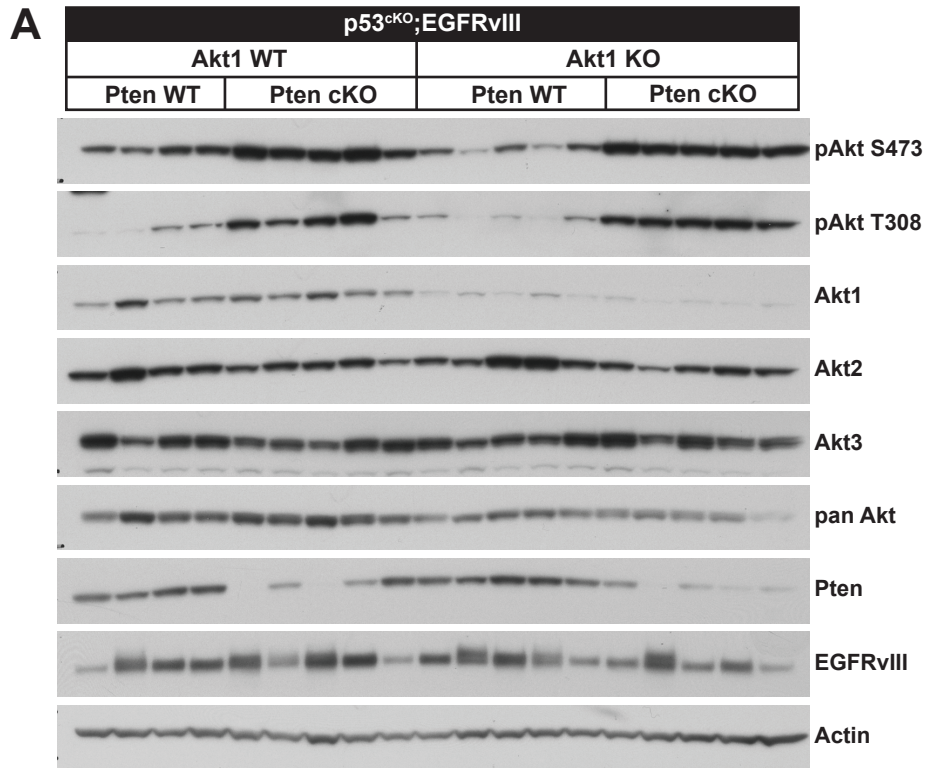 A
p53cKO;EGFRvIII
Akt1 WT Akt1 KO
Pten WT Pten cKO Pten WT Pten cKO
pAkt S473
pAkt T308
Akt1
Akt2
Akt3
pan Akt
Pten
EGFRvIII
Actin